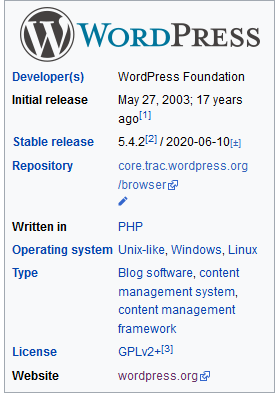 WORDPRESS
Developer(s) WordPress Foundation
Initial release May 27, 2003; 17 years
ago[1]
Stable release 5.4.2[2] / 2020-06-10[±]
Repository core.trac.wordpress.org
/browser
Written in PHP
Operating system Unix-like, Windows, Linux
Type Blog software, content
management system,
content management
framework
License GPLv2+[3]
Website wordpress.org